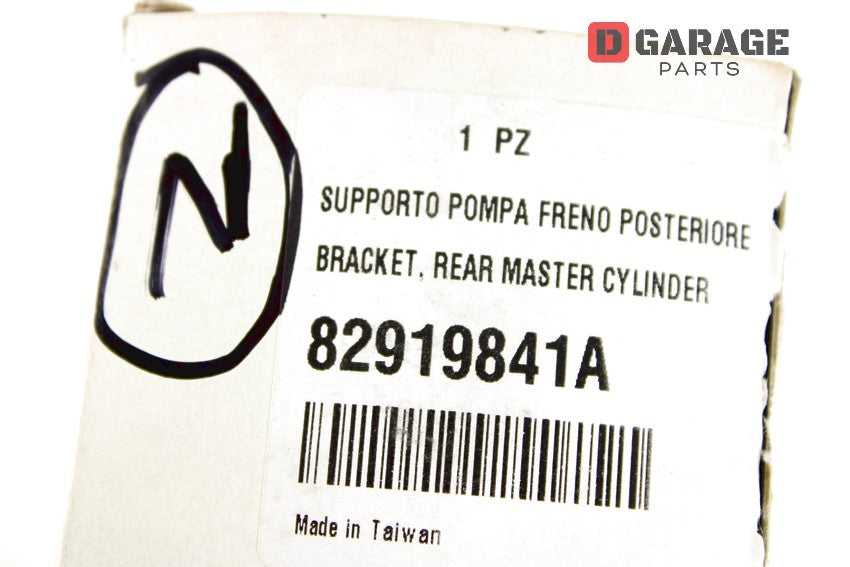 D GARAGE
PARTS
N
1 PZ
SUPPORTO POMPA FRENO POSTERIORE
BRACKET, REAR MASTER CYLINDER
82919841A
Made in Taiwan